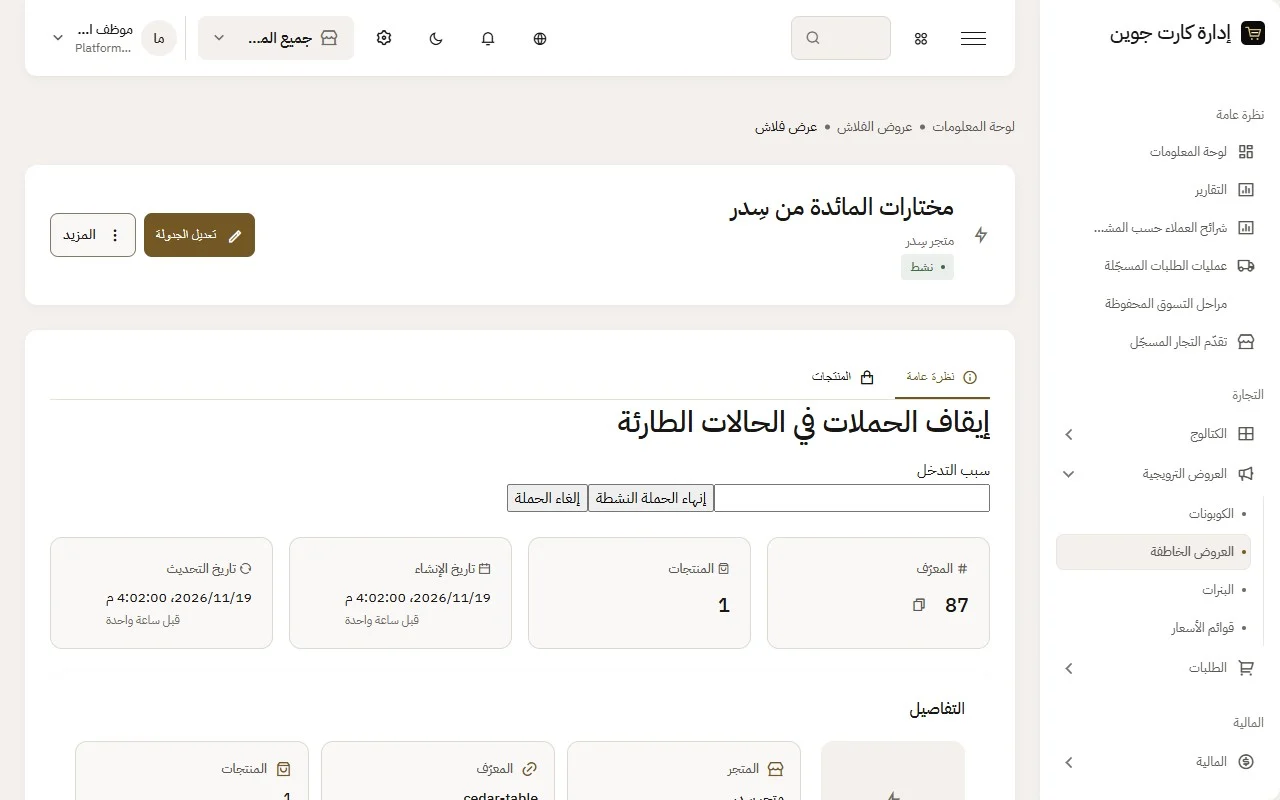 إدارة كارت جوين
نظرة عامة
لوحة المعلومات
التقارير
شرائح العملاء حسب المش...
عمليات الطلبات المسجّلة
مراحل التسوق المحفوظة
تقدّم التجار المسجّل
التجارة
الكتالوج
العروض الترويجية
الكوبونات
العروض الخاطفة
البنرات
قوائم الأسعار
الطلبات
المالية
المالية
جميع الم...
ما
موظف ا...
Platform...
لوحة المعلومات • عروض الفلاش • عرض فلاش
مختارات المائدة من سِدر
متجر سِدر
نشط
تعديل الجدولة
المزيد
نظرة عامة
المنتجات
إيقاف الحملات في الحالات الطارئة
سبب التدخل
إنهاء الحملة النشطة
إلغاء الحملة
المعرّف
87
المنتجات
1
تاريخ الإنشاء
2026/11/19، 4:02:00 م
قبل ساعة واحدة
تاريخ التحديث
2026/11/19، 4:02:00 م
قبل ساعة واحدة
التفاصيل
المتجر
متجر سِدر
المعرّف
cedar-table
المنتجات
1